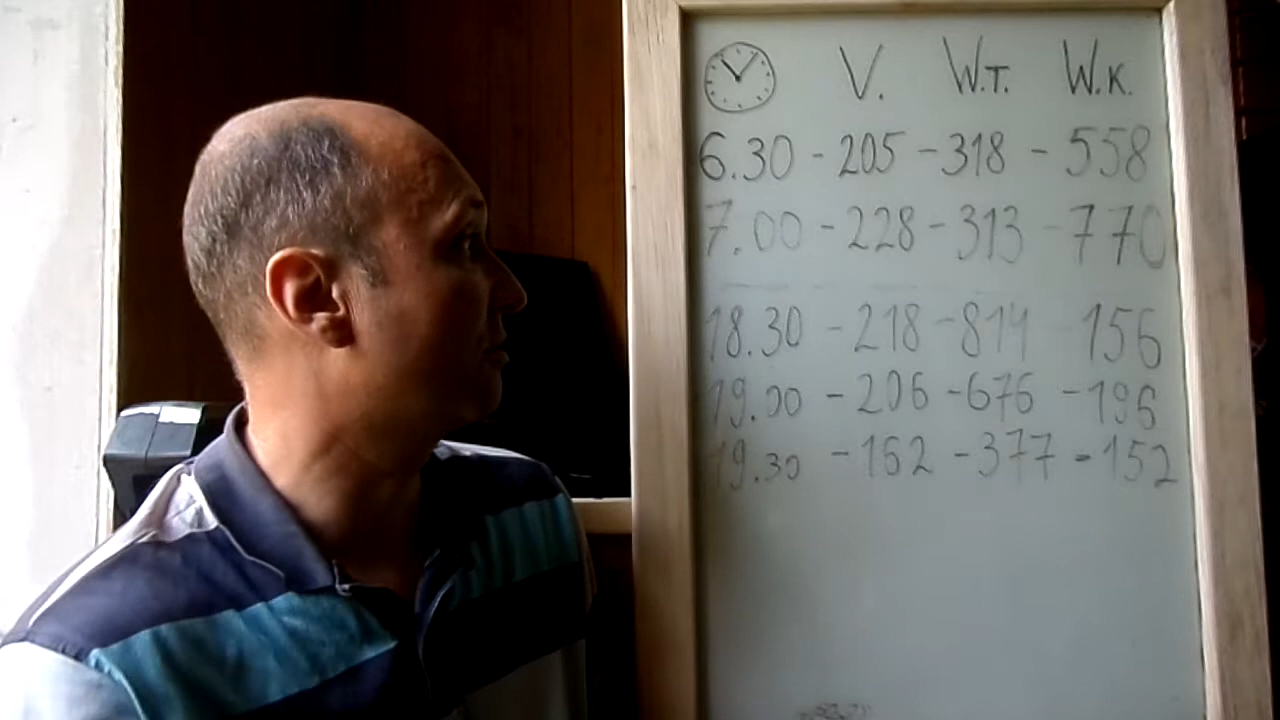 V. W.T. W.K.
6.30 - 205 - 318 - 558
7.00 - 228 - 313 - 770
18.30 - 218 - 814 156
19.00 - 206 - 676 - 196
19.30 - 162 - 377 - 152